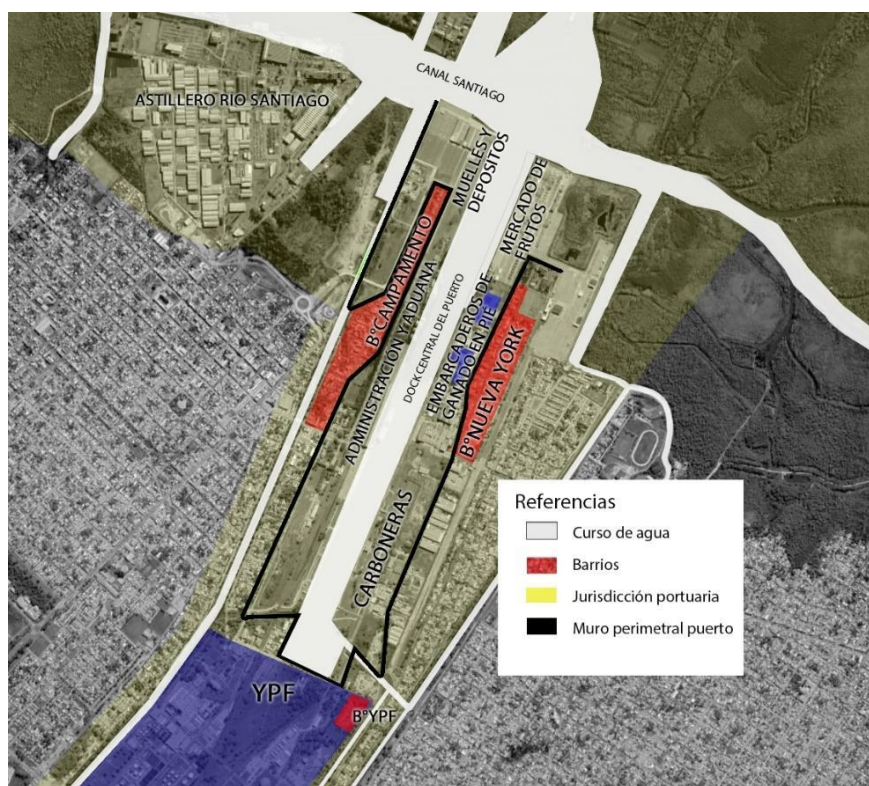 CANAL SANTIAGO
ASTILLERO RIO SANTIAGO
MUELLES Y
DEPOSITOS
MERCADO DE
FRUTOS
B°CAMPAMENTO
ADMINISTRACIÓN Y ADUANA
DOCK CENTRAL DEL PUERTO
EMBARCADEROS DE
GANADO EN PIE
B°NUEVA YORK
CARBONERAS
YPF
B°YPF
Referencias
Curso de agua
Barrios
Jurisdicción portuaria
Muro perimetral puerto